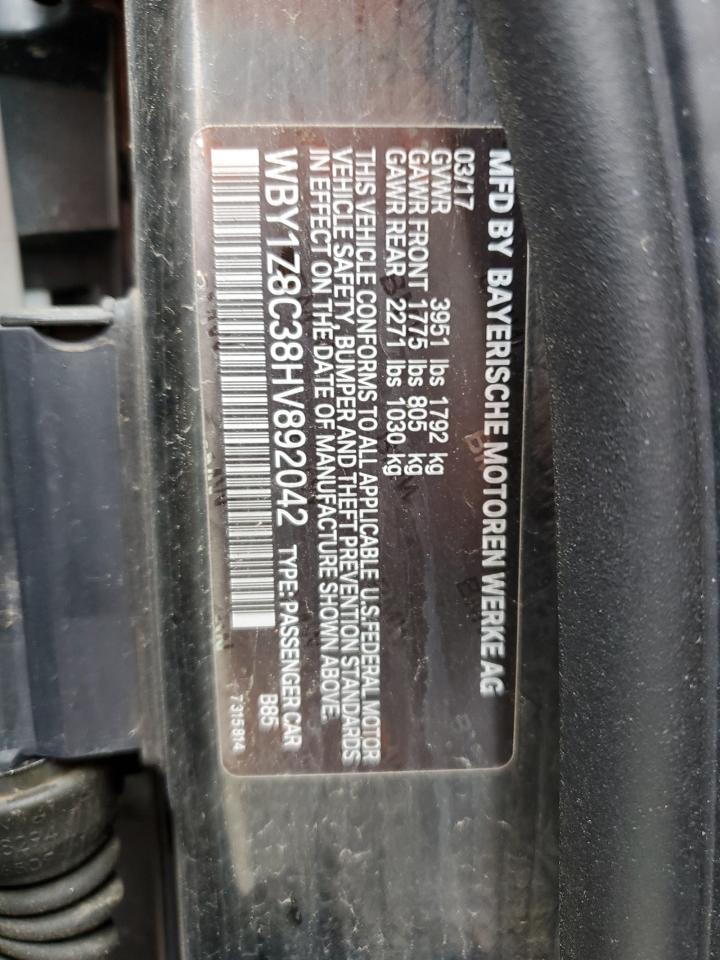 MFD BY BAYERISCHE MOTOREN WERKE AG
03/17
GVWR 3951 lbs 1792 kg
GAWR FRONT 1775 lbs 805 kg
GAWR REAR 2271 lbs 1030 kg
THIS VEHICLE CONFORMS TO ALL APPLICABLE U.S.FEDERAL MOTOR
VEHICLE SAFETY, BUMPER AND THEFT PREVENTION STANDARDS
IN EFFECT ON THE DATE OF MANUFACTURE SHOWN ABOVE.
WBY1Z8C38HV892042 TYPE: PASSENGER CAR
B85
7 315814